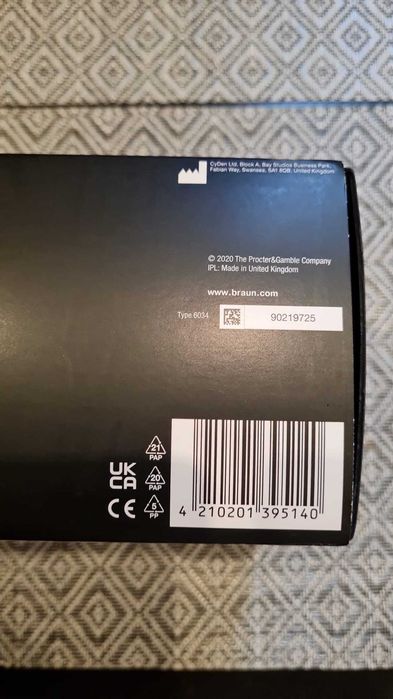 CyDen Ltd, Block A, Bay Studios Business Park,
Fabian Way, Swansea, SA1 8QB, United Kingdom
© 2020 The Procter&Gamble Company
IPL: Made in United Kingdom
www.braun.com
Type 6034
90219725
21
PAP
UK
CA
20
PAP
CE
5
PP
4 210201 395140